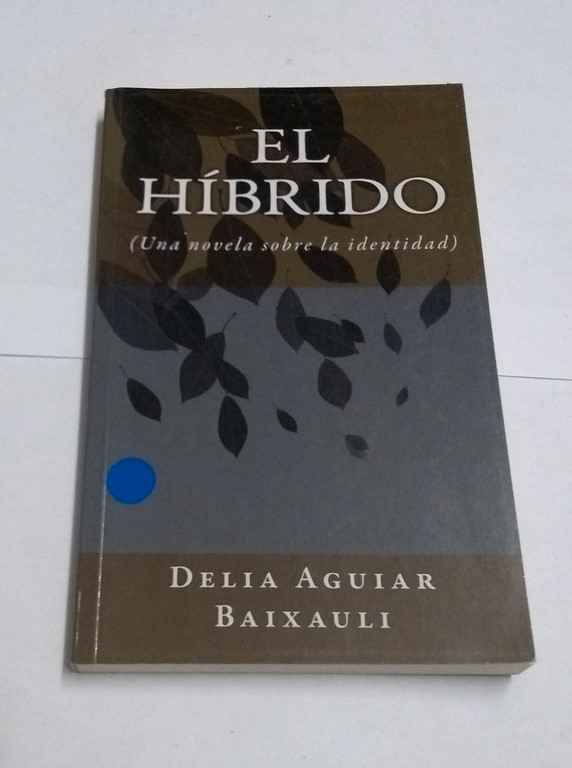 EL
HÍBRIDO
(Una novela sobre la identidad)
DELIA AGUIAR
BAIXAULI